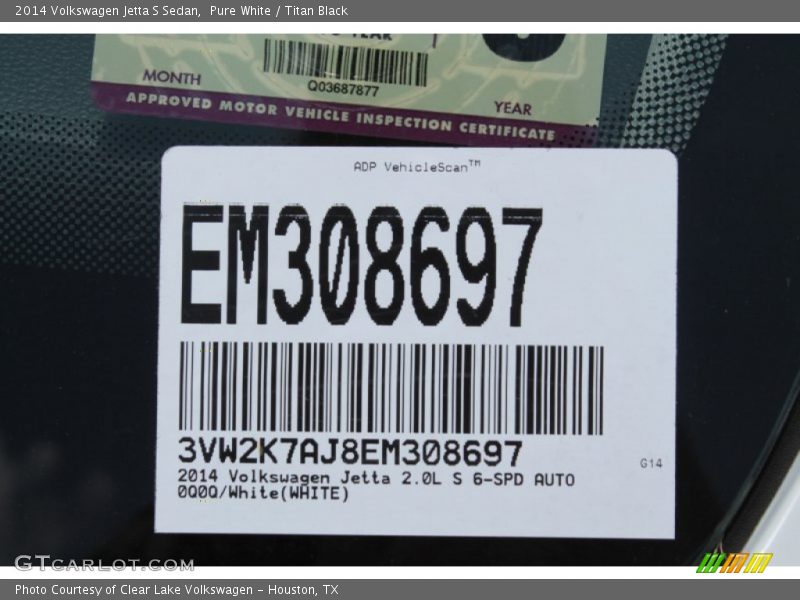 2014 Volkswagen Jetta S Sedan,  Pure White / Titan Black
MONTH
Q03687877
YEAR
APPROVED MOTOR VEHICLE INSPECTION CERTIFICATE
ADP VehicleScan™
EM308697
3VW2K7AJ8EM308697
G14
2014 Volkswagen Jetta 2.0L S 6-SPD AUTO
0Q0Q/White(WHITE)
GTcarlot.com
Photo Courtesy of Clear Lake Volkswagen – Houston, TX